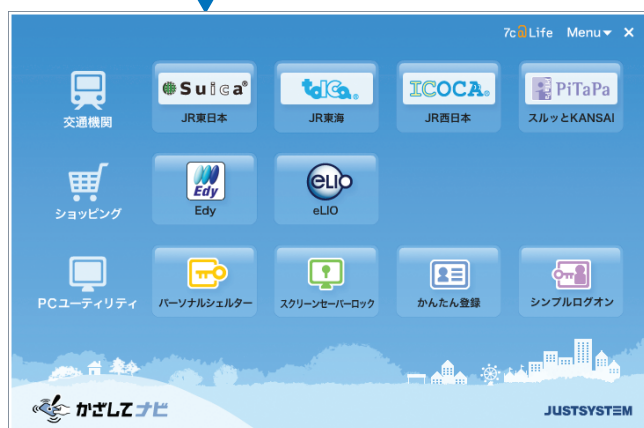 7c@Life Menu▼ ×
Suica®
TOICA®
ICOCA®
PiTaPa
交通機関
JR東日本
JR東海
JR西日本
スルッとKANSAI
Edy
eLIO
ショッピング
Edy
eLIO
PCユーティリティ
パーソナルシェルター
スクリーンセーバーロック
かんたん登録
シンプルログオン
かざしてナビ
JUSTSYSTEM